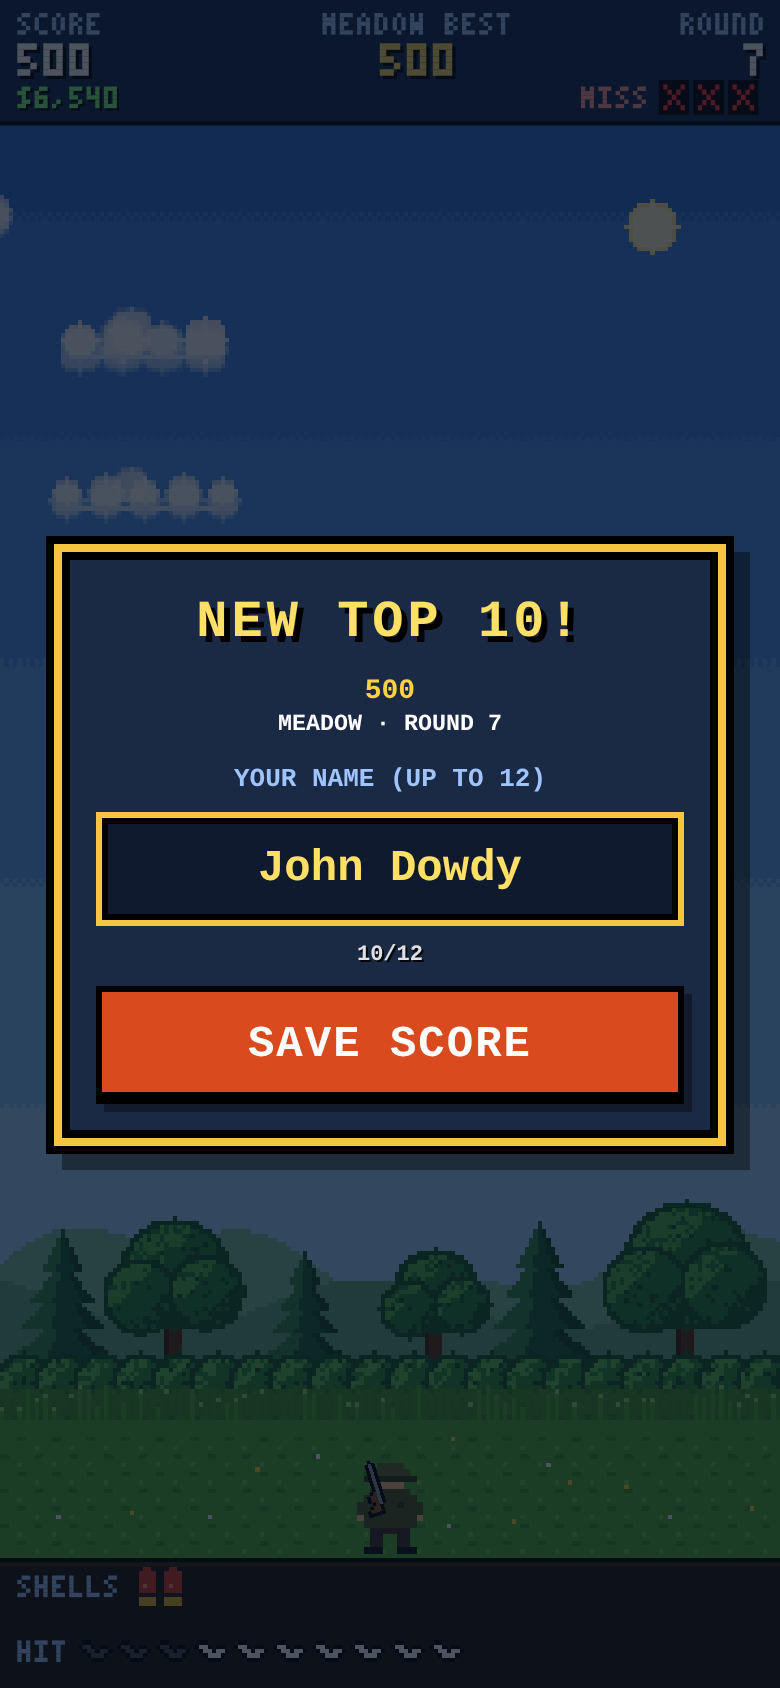 SCORE MEADOW BEST ROUND
500 500 7
$6,540 MISS X X X
NEW TOP 10!
500
MEADOW · ROUND 7
YOUR NAME (UP TO 12)
John Dowdy
10/12
SAVE SCORE
SHELLS
HIT